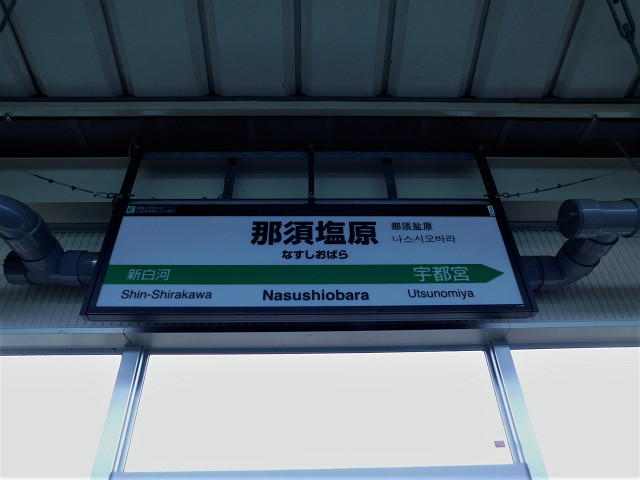 那須塩原
なすしおばら
那须盐原
나스시오바라
新白河
宇都宮
Shin-Shirakawa
Nasushiobara
Utsunomiya